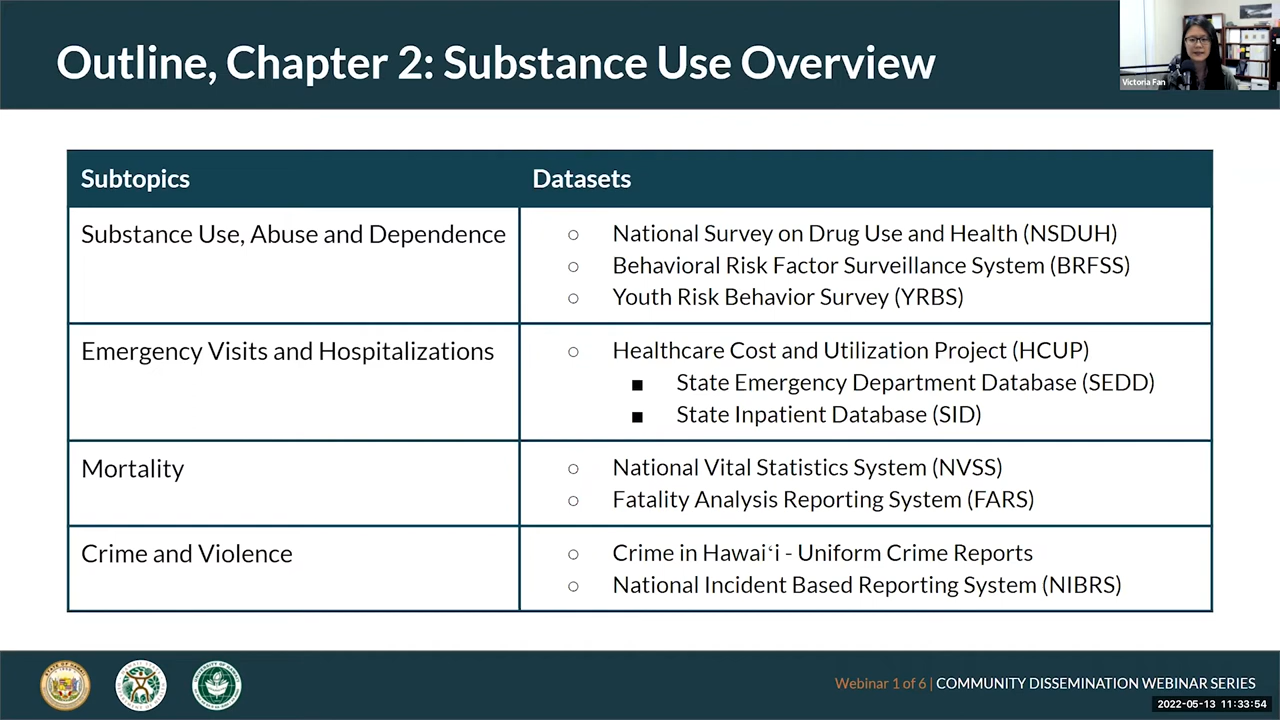 Outline, Chapter 2: Substance Use Overview
Victoria Fan
Subtopics
Datasets
Substance Use, Abuse and Dependence
National Survey on Drug Use and Health (NSDUH)
Behavioral Risk Factor Surveillance System (BRFSS)
Youth Risk Behavior Survey (YRBS)
Emergency Visits and Hospitalizations
Healthcare Cost and Utilization Project (HCUP)
State Emergency Department Database (SEDD)
State Inpatient Database (SID)
Mortality
National Vital Statistics System (NVSS)
Fatality Analysis Reporting System (FARS)
Crime and Violence
Crime in Hawaiʻi - Uniform Crime Reports
National Incident Based Reporting System (NIBRS)
Webinar 1 of 6 | COMMUNITY DISSEMINATION WEBINAR SERIES
2022-05-13 11:33:54